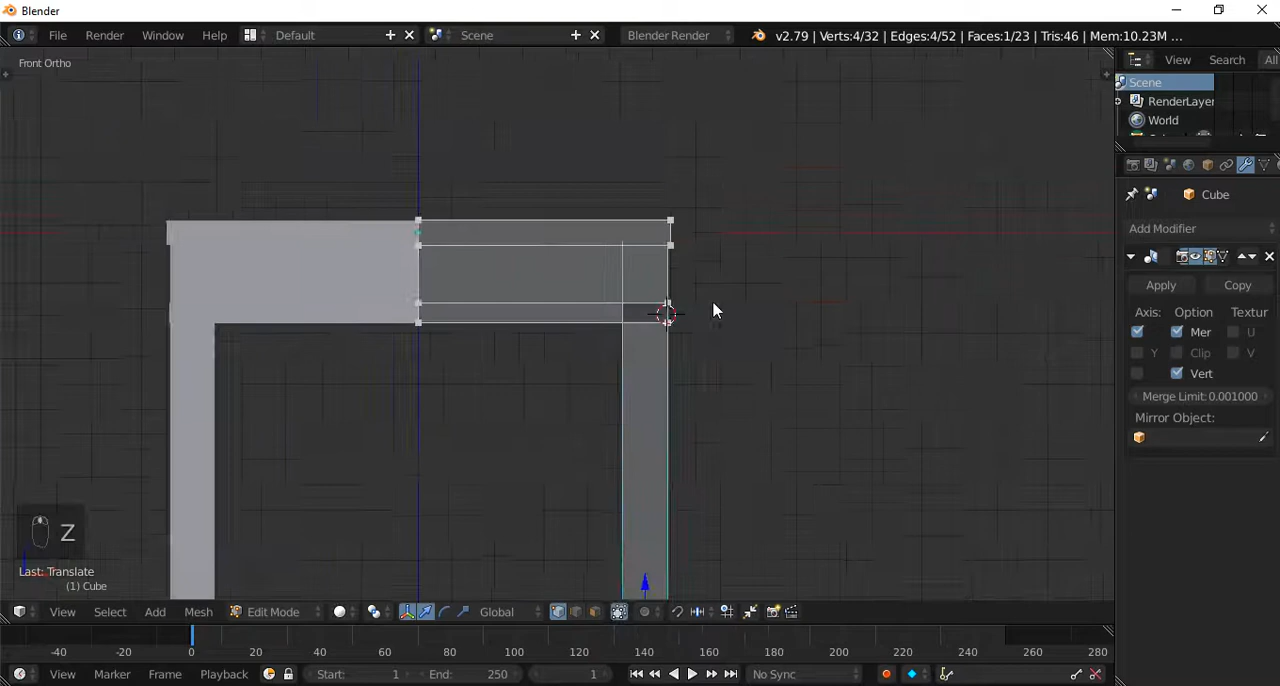 Blender
File Render Window Help Default Scene Blender Render v2.79 | Verts:4/32 | Edges:4/52 | Faces:1/23 | Tris:46 | Mem:10.23M ...
Front Ortho
View Search All
Scene
RenderLayer
World
Cube
Add Modifier
Apply Copy
Axis: Option Textur
Mer U
Y Clip V
Vert
Merge Limit: 0.001000
Mirror Object:
Z
Last: Translate
(1) Cube
View Select Add Mesh Edit Mode Global
-40 -20 0 20 40 60 80 100 120 140 160 180 200 220 240 260 280
View Marker Frame Playback Start: 1 End: 250 1 No Sync